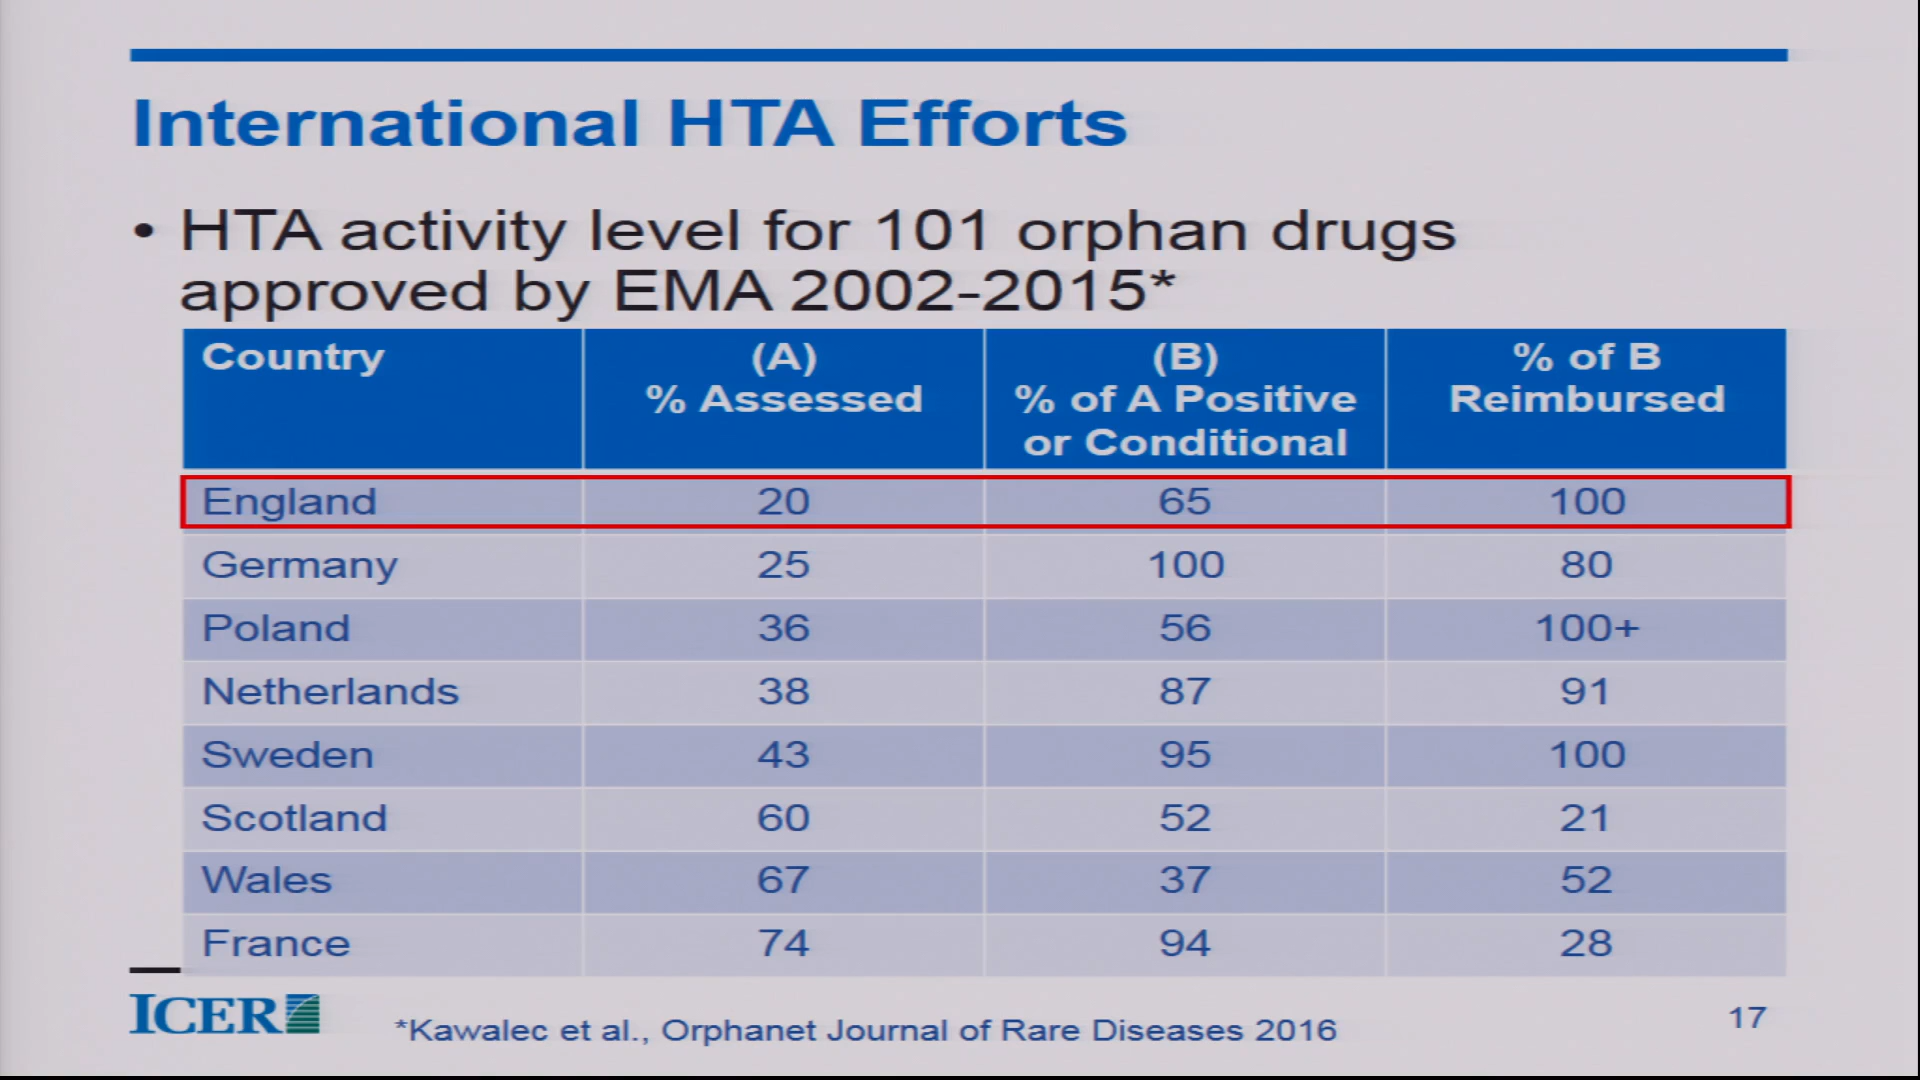 International HTA Efforts
• HTA activity level for 101 orphan drugs
approved by EMA 2002-2015*
Country (A) % Assessed (B) % of A Positive or Conditional % of B Reimbursed
England 20 65 100
Germany 25 100 80
Poland 36 56 100+
Netherlands 38 87 91
Sweden 43 95 100
Scotland 60 52 21
Wales 67 37 52
France 74 94 28
ICER
*Kawalec et al., Orphanet Journal of Rare Diseases 2016
17